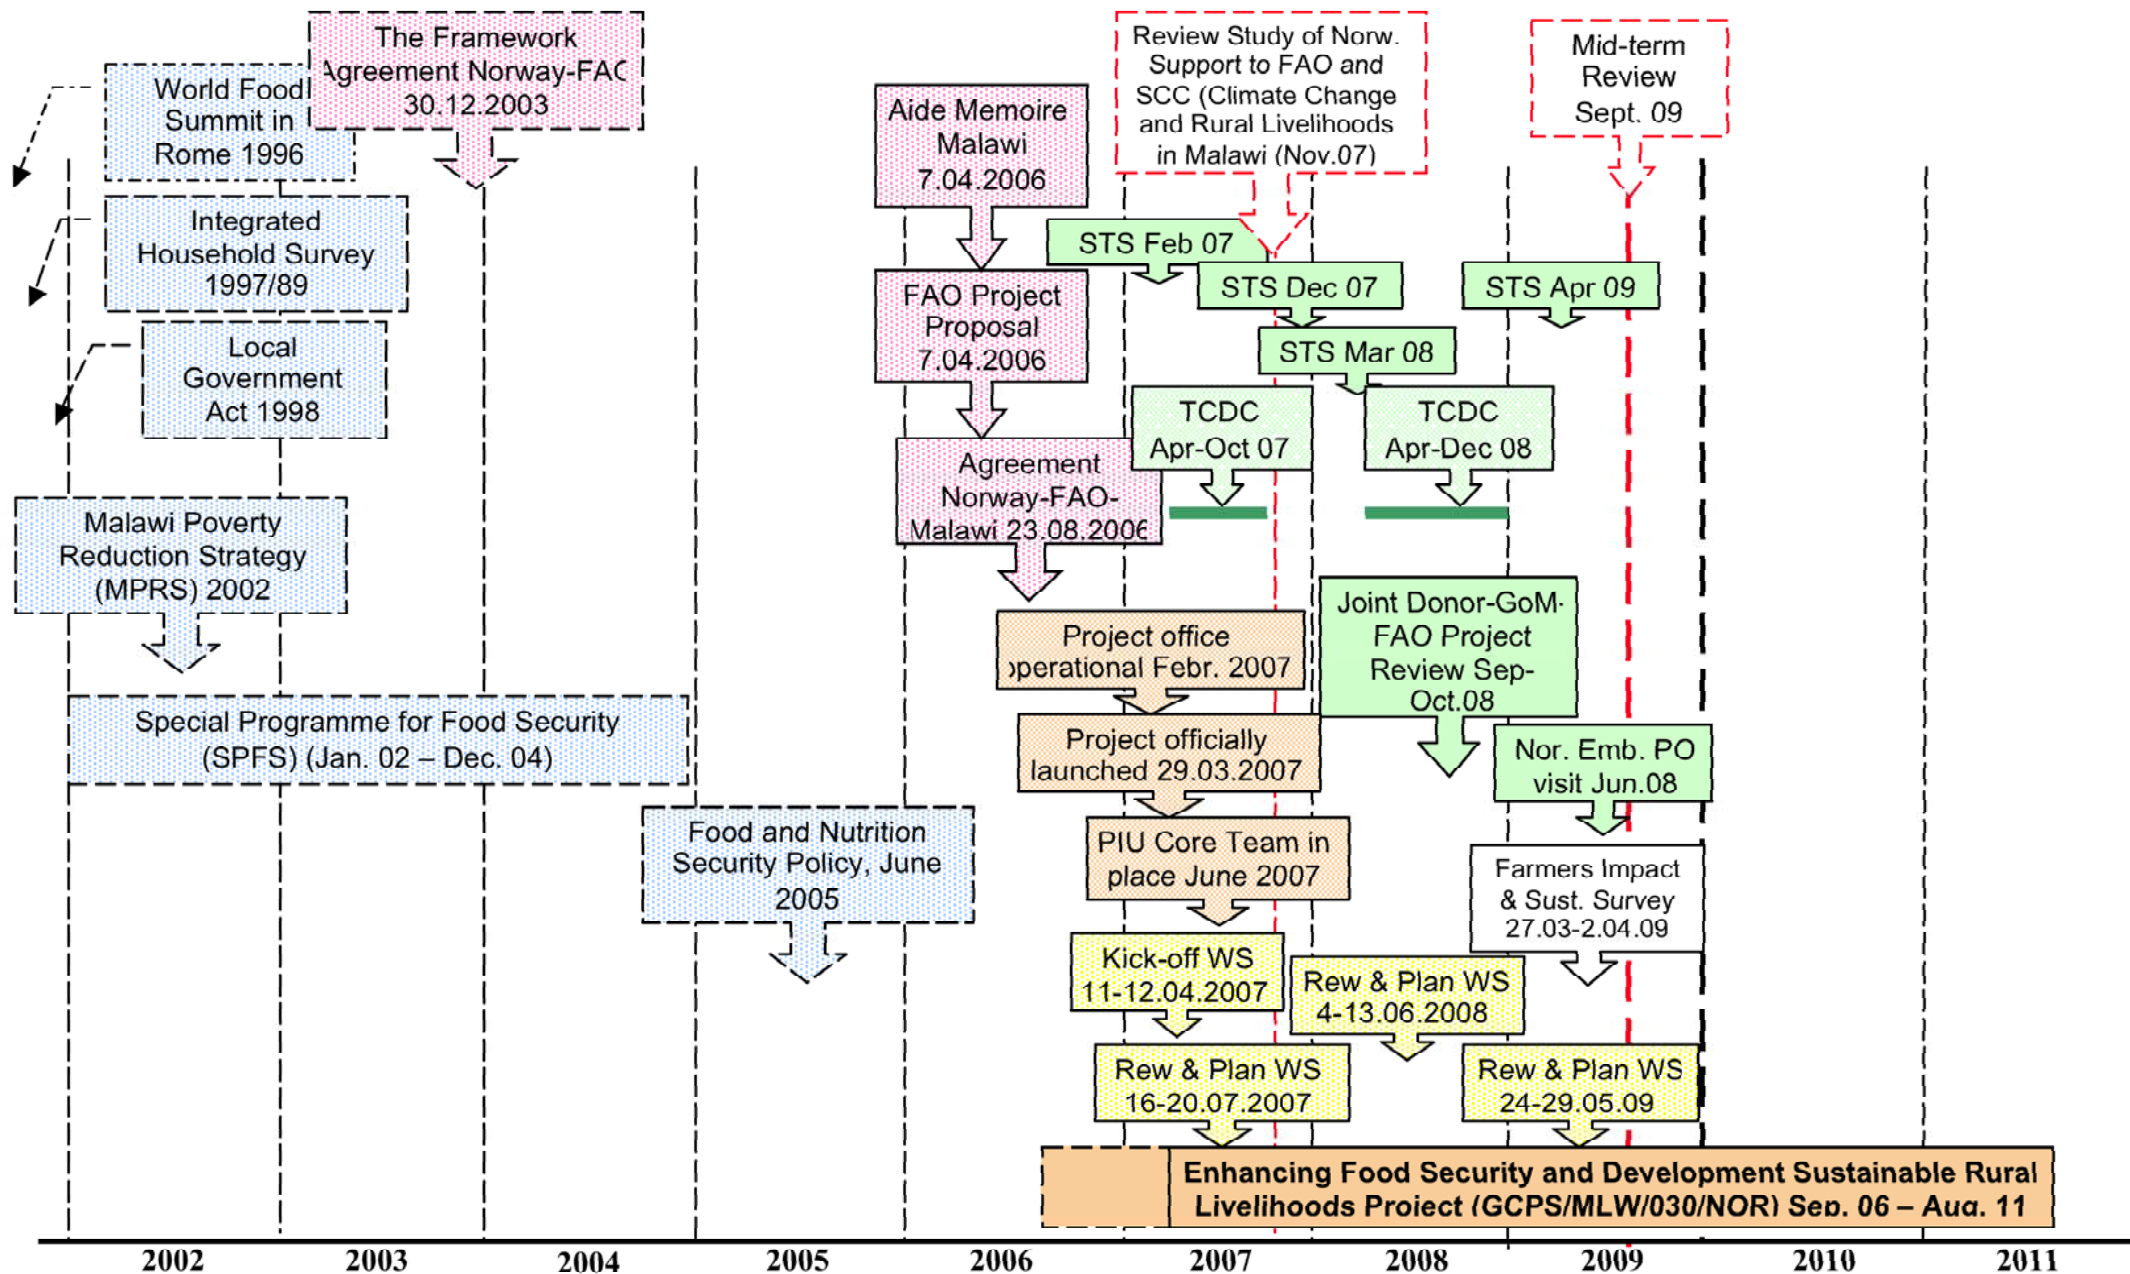 The Framework
Agreement Norway-FAO
30.12.2003
World Food
Summit in
Rome 1996
Integrated
Household Survey
1997/89
Local
Government
Act 1998
Malawi Poverty
Reduction Strategy
(MPRS) 2002
Special Programme for Food Security
(SPFS) (Jan. 02 – Dec. 04)
Food and Nutrition
Security Policy, June
2005
Aide Memoire
Malawi
7.04.2006
FAO Project
Proposal
7.04.2006
Agreement
Norway-FAO-
Malawi 23.08.2006
Review Study of Norw.
Support to FAO and
SCC (Climate Change
and Rural Livelihoods
in Malawi (Nov.07)
Mid-term
Review
Sept. 09
STS Feb 07
STS Dec 07
STS Mar 08
STS Apr 09
TCDC
Apr-Oct 07
TCDC
Apr-Dec 08
Project office
operational Febr. 2007
Project officially
launched 29.03.2007
PIU Core Team in
place June 2007
Joint Donor-GoM-
FAO Project
Review Sep-
Oct.08
Nor. Emb. PO
visit Jun.08
Farmers Impact
& Sust. Survey
27.03-2.04.09
Kick-off WS
11-12.04.2007
Rew & Plan WS
4-13.06.2008
Rew & Plan WS
16-20.07.2007
Rew & Plan WS
24-29.05.09
Enhancing Food Security and Development Sustainable Rural
Livelihoods Project (GCPS/MLW/030/NOR) Sep. 06 – Aug. 11
2002 2003 2004 2005 2006 2007 2008 2009 2010 2011